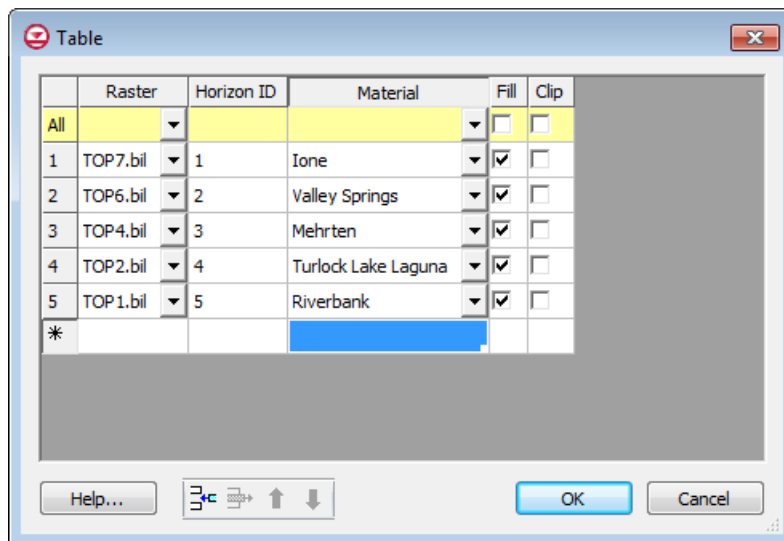 Table
Raster Horizon ID Material Fill Clip
All
1 TOP7.bil 1 Ione
2 TOP6.bil 2 Valley Springs
3 TOP4.bil 3 Mehrten
4 TOP2.bil 4 Turlock Lake Laguna
5 TOP1.bil 5 Riverbank
*
Help... OK Cancel